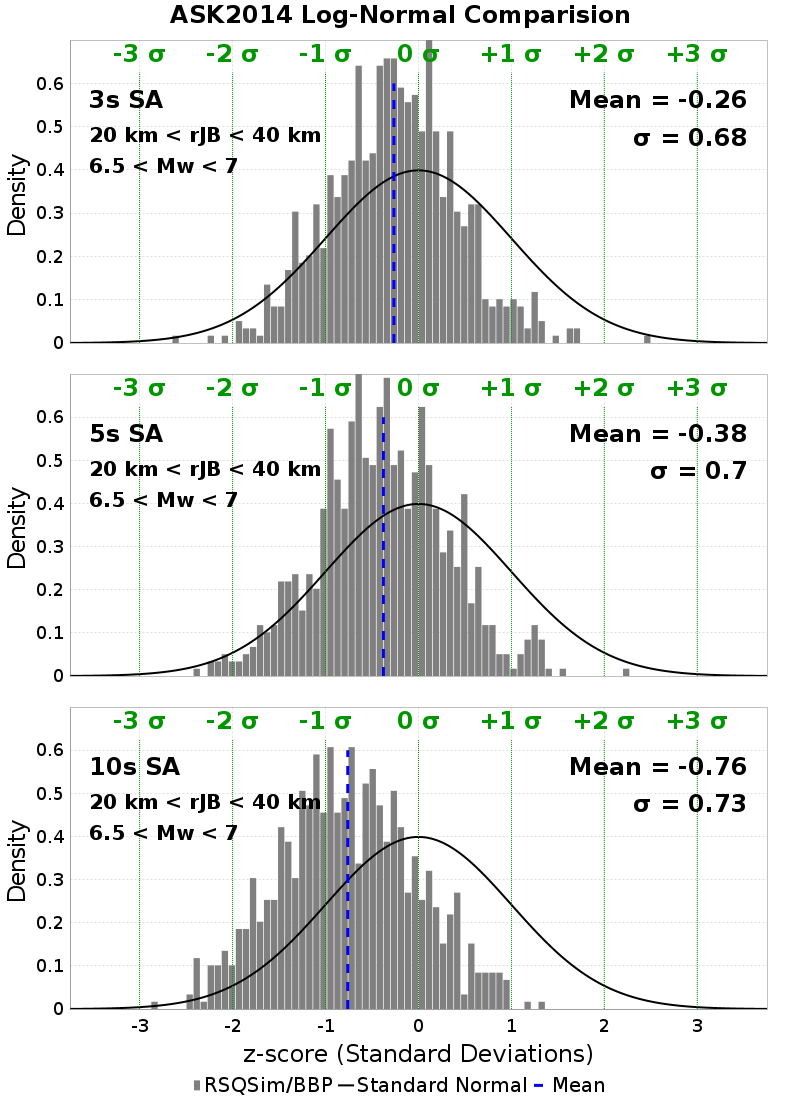 ASK2014 Log-Normal Comparision
-3 σ -2 σ -1 σ 0 σ +1 σ +2 σ +3 σ
0.6
3s SA Mean = -0.26
0.5
20 km < rJB < 40 km σ = 0.68
0.4
6.5 < Mw < 7
0.3
0.2
0.1
0
Density
-3 σ -2 σ -1 σ 0 σ +1 σ +2 σ +3 σ
0.6
5s SA Mean = -0.38
0.5
20 km < rJB < 40 km σ = 0.7
0.4
6.5 < Mw < 7
0.3
0.2
0.1
0
Density
-3 σ -2 σ -1 σ 0 σ +1 σ +2 σ +3 σ
0.6
10s SA Mean = -0.76
0.5
20 km < rJB < 40 km σ = 0.73
0.4
6.5 < Mw < 7
0.3
0.2
0.1
0
Density
-3 -2 -1 0 1 2 3
z-score (Standard Deviations)
RSQSim/BBP Standard Normal Mean